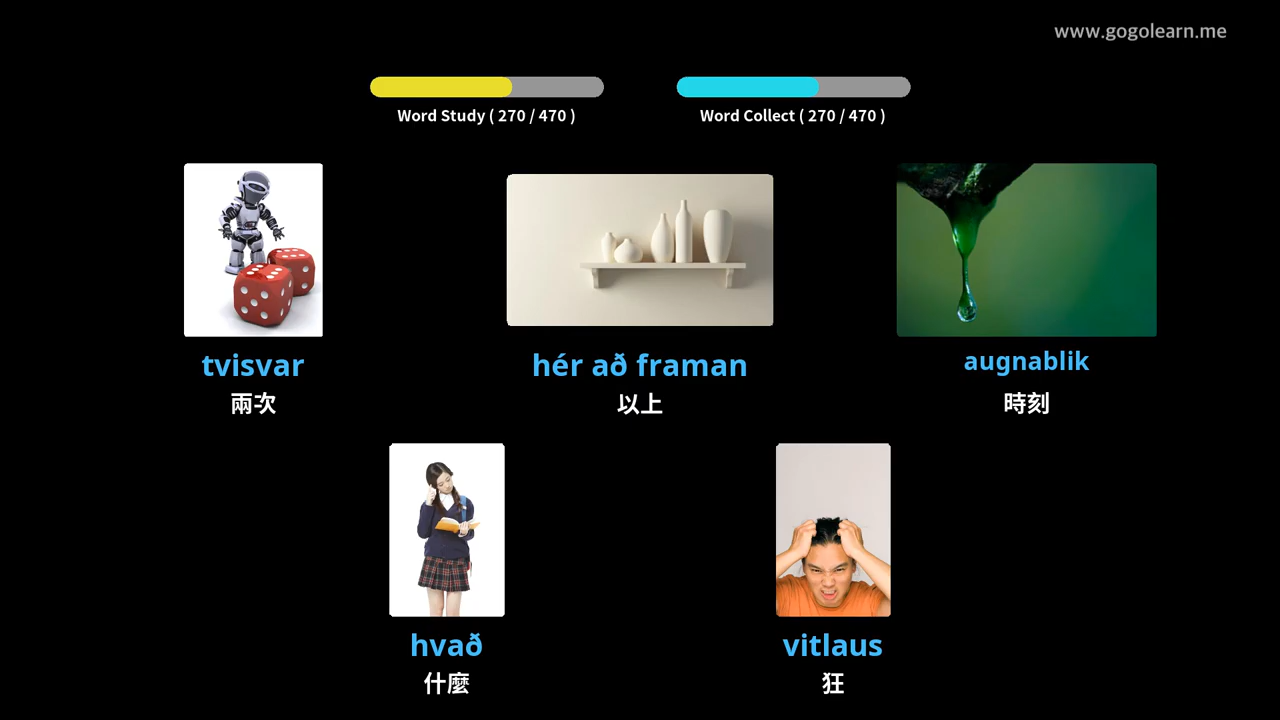 www.gogolearn.me
Word Study ( 270 / 470 )
Word Collect ( 270 / 470 )
tvisvar
兩次
hér að framan
以上
augnablik
時刻
hvað
什麼
vitlaus
狂